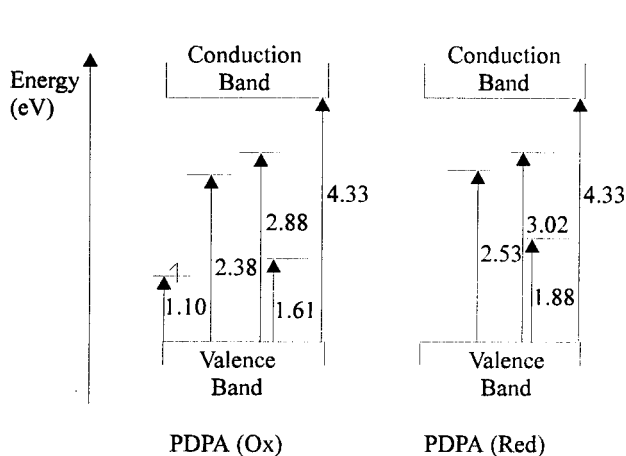 Energy
(eV)
Conduction
Band
1.10
2.38
2.88
1.61
4.33
Valence
Band
PDPA (Ox)
Conduction
Band
2.53
3.02
1.88
4.33
Valence
Band
PDPA (Red)